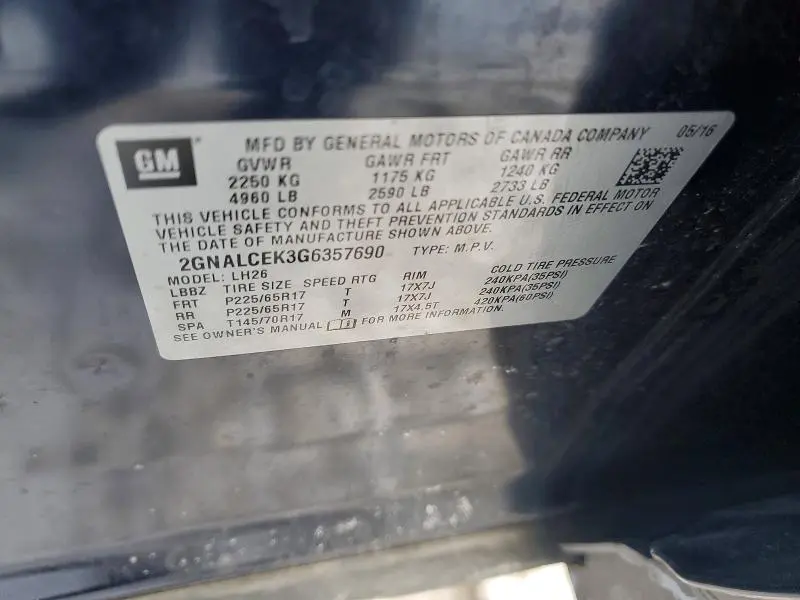 GM MFD BY GENERAL MOTORS OF CANADA COMPANY 05/16
GVWR GAWR FRT GAWR RR
2250 KG 1175 KG 1240 KG
4960 LB 2590 LB 2733 LB
THIS VEHICLE CONFORMS TO ALL APPLICABLE U.S. FEDERAL MOTOR
VEHICLE SAFETY AND THEFT PREVENTION STANDARDS IN EFFECT ON
THE DATE OF MANUFACTURE SHOWN ABOVE.
2GNALCEK3G6357690 TYPE: M.P.V.
MODEL: LH26
LBBZ TIRE SIZE SPEED RTG RIM COLD TIRE PRESSURE
FRT P225/65R17 T 17X7J 240KPA(35PSI)
RR P225/65R17 T 17X7J 240KPA(35PSI)
SPA T145/70R17 M 17X4.5T 420KPA(60PSI)
SEE OWNER'S MANUAL FOR MORE INFORMATION.